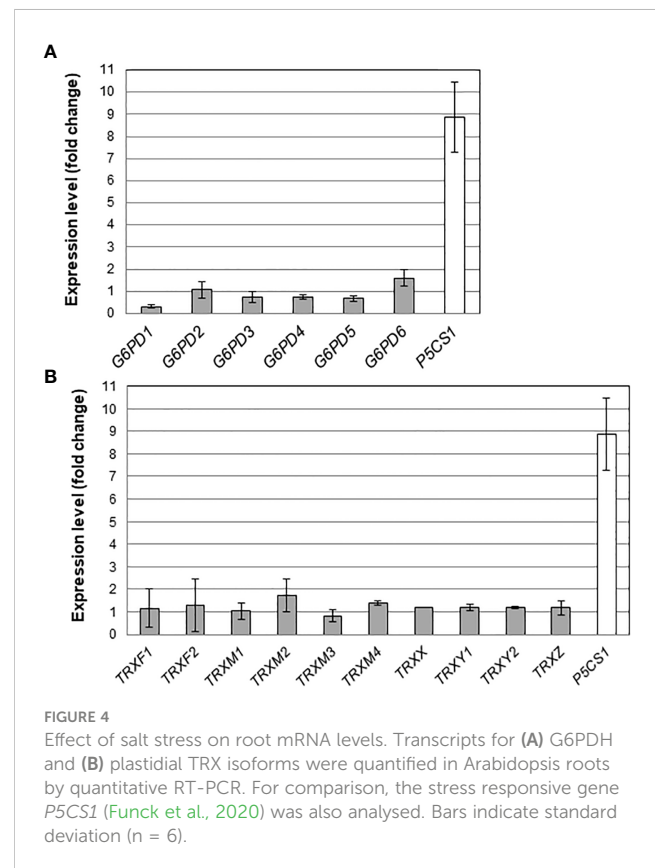 A
Expression level (fold change)
11
10
9
8
7
6
5
4
3
2
1
0
G6PD1
G6PD2
G6PD3
G6PD4
G6PD5
G6PD6
P5CS1
B
Expression level (fold change)
11
10
9
8
7
6
5
4
3
2
1
0
TRXF1
TRXF2
TRXM1
TRXM2
TRXM3
TRXM4
TRXX
TRXY1
TRXY2
TRXZ
P5CS1
FIGURE 4
Effect of salt stress on root mRNA levels. Transcripts for (A) G6PDH
and (B) plastidial TRX isoforms were quantified in Arabidopsis roots
by quantitative RT-PCR. For comparison, the stress responsive gene
P5CS1 (Funck et al., 2020) was also analysed. Bars indicate standard
deviation (n = 6).